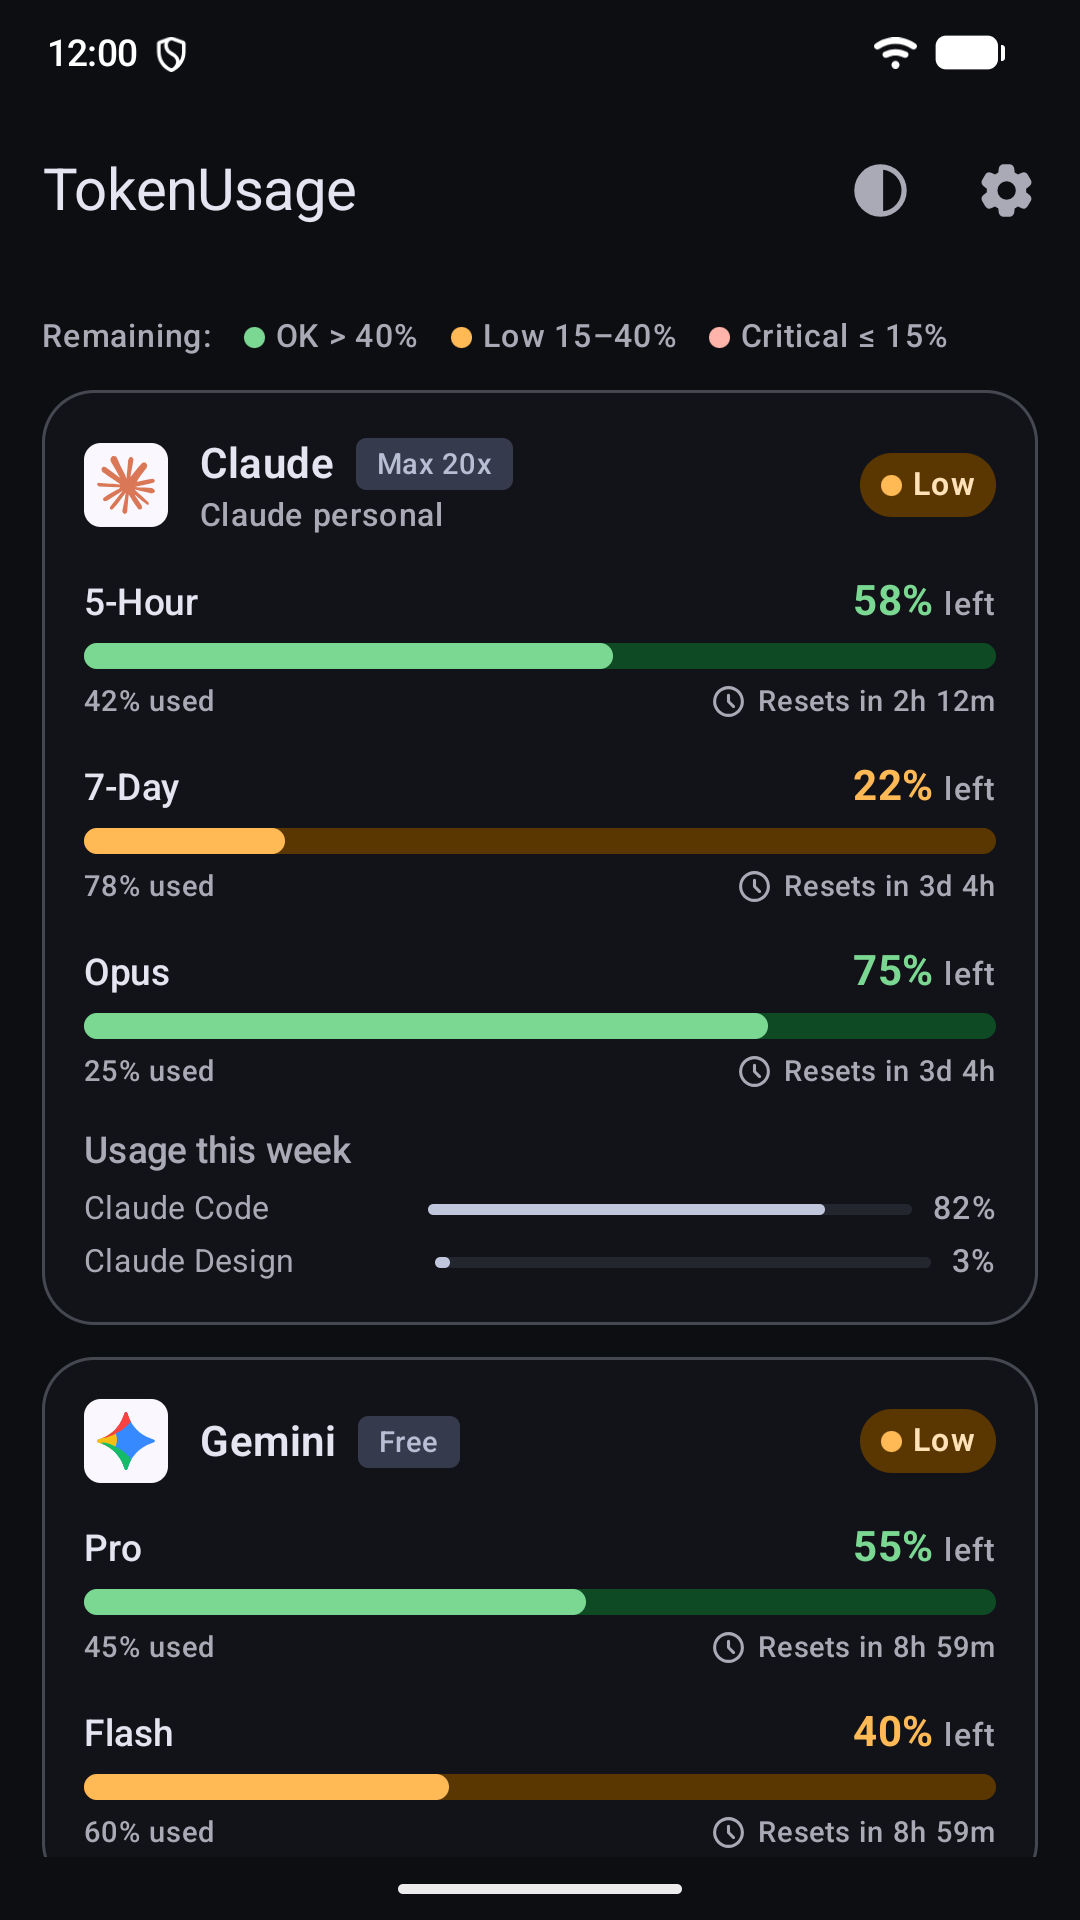 12:00
TokenUsage
Remaining: OK > 40% Low 15–40% Critical ≤ 15%
Claude Max 20x
Claude personal
Low
5-Hour 58% left
42% used Resets in 2h 12m
7-Day 22% left
78% used Resets in 3d 4h
Opus 75% left
25% used Resets in 3d 4h
Usage this week
Claude Code 82%
Claude Design 3%
Gemini Free Low
Pro 55% left
45% used Resets in 8h 59m
Flash 40% left
60% used Resets in 8h 59m